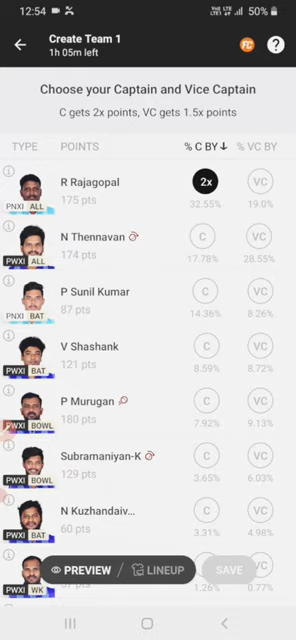 12:54 VoLTE LTE1 50%
Create Team 1
1h 05m left
FC ?
Choose your Captain and Vice Captain
C gets 2x points, VC gets 1.5x points
TYPE POINTS % C BY↓ % VC BY
PNXI ALL R Rajagopal 2x VC
175 pts 32.55% 19.0%
PWXI ALL N Thennavan C VC
174 pts 17.78% 28.55%
PNXI BAT P Sunil Kumar C VC
87 pts 14.36% 8.26%
PWXI BAT V Shashank C VC
121 pts 8.59% 8.72%
PWXI BOWL P Murugan C VC
180 pts 7.92% 9.13%
PWXI BOWL Subramaniyan-K C VC
129 pts 3.65% 6.03%
PWXI BAT N Kuzhandaiv... C VC
60 pts 3.31% 4.98%
PWXI WK
PREVIEW / LINEUP SAVE
1.26% 0.77%